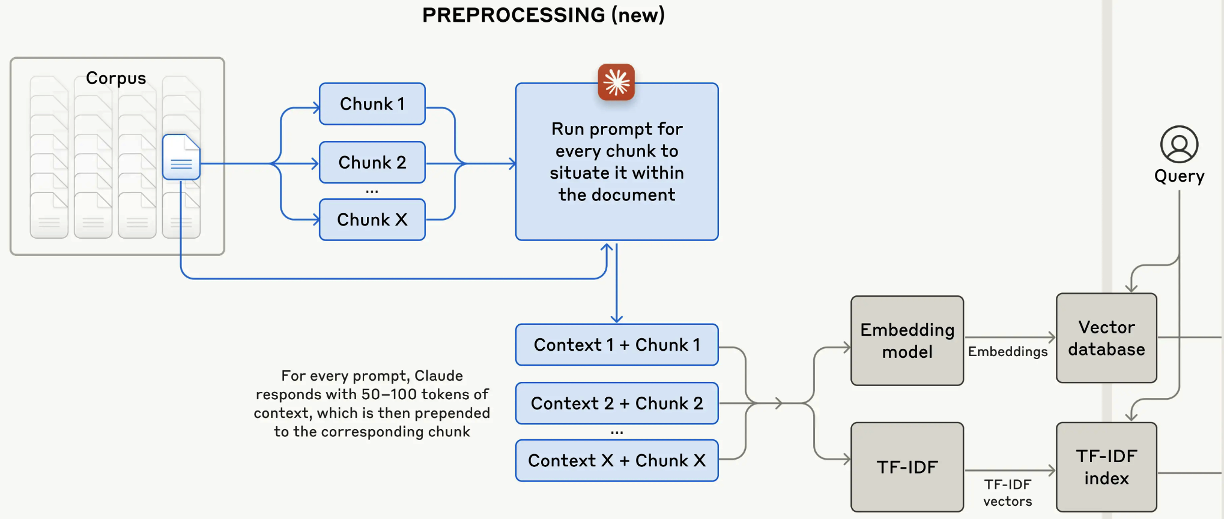 PREPROCESSING (new)
Corpus
Chunk 1
Chunk 2
...
Chunk X
Run prompt for
every chunk to
situate it within
the document
Query
For every prompt, Claude
responds with 50–100 tokens of
context, which is then prepended
to the corresponding chunk
Context 1 + Chunk 1
Context 2 + Chunk 2
...
Context X + Chunk X
Embedding
model
Embeddings
Vector
database
TF-IDF
TF-IDF
vectors
TF-IDF
index